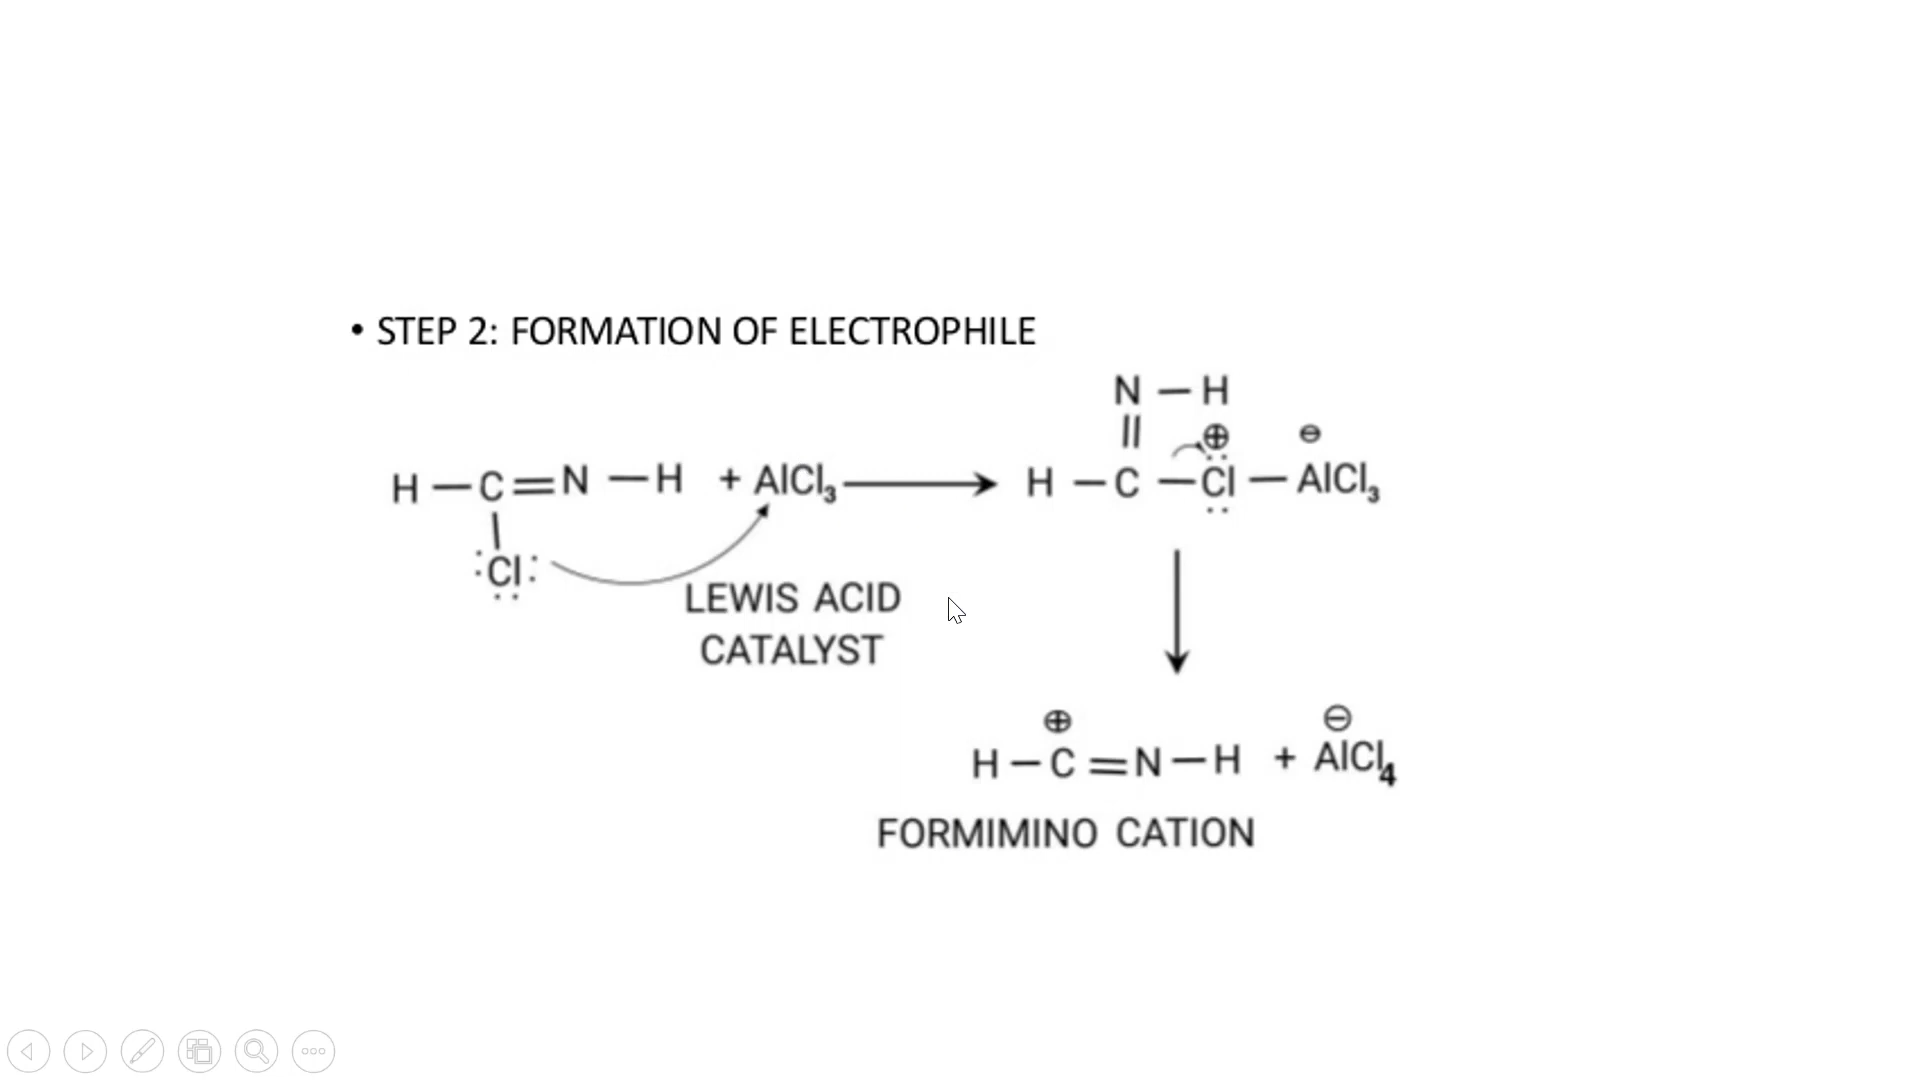 • STEP 2: FORMATION OF ELECTROPHILE
N — H
||
⊕ ⊖
H — C = N — H + AlCl₃ ⟶ H — C — Cl — AlCl₃
|
:Cl:
LEWIS ACID
CATALYST
⊕ ⊖
H — C = N — H + AlCl₄
FORMIMINO CATION